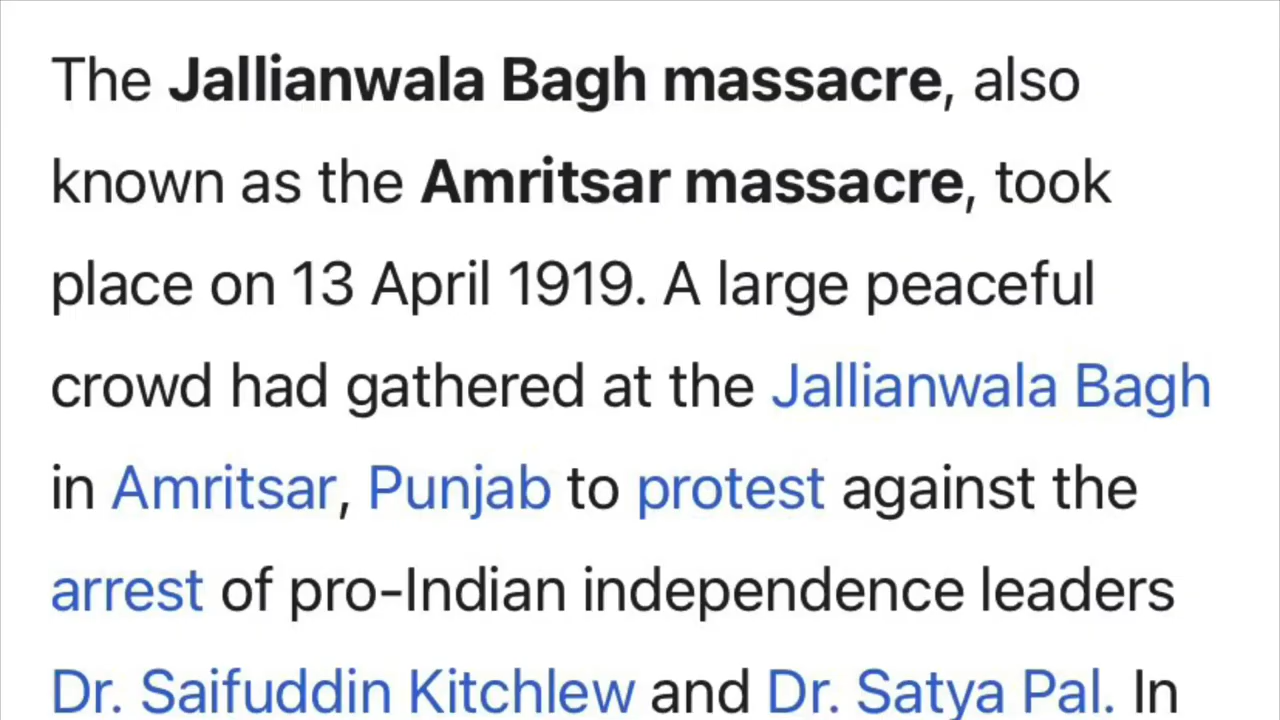 The Jallianwala Bagh massacre, also
known as the Amritsar massacre, took
place on 13 April 1919. A large peaceful
crowd had gathered at the Jallianwala Bagh
in Amritsar, Punjab to protest against the
arrest of pro-Indian independence leaders
Dr. Saifuddin Kitchlew and Dr. Satya Pal. In